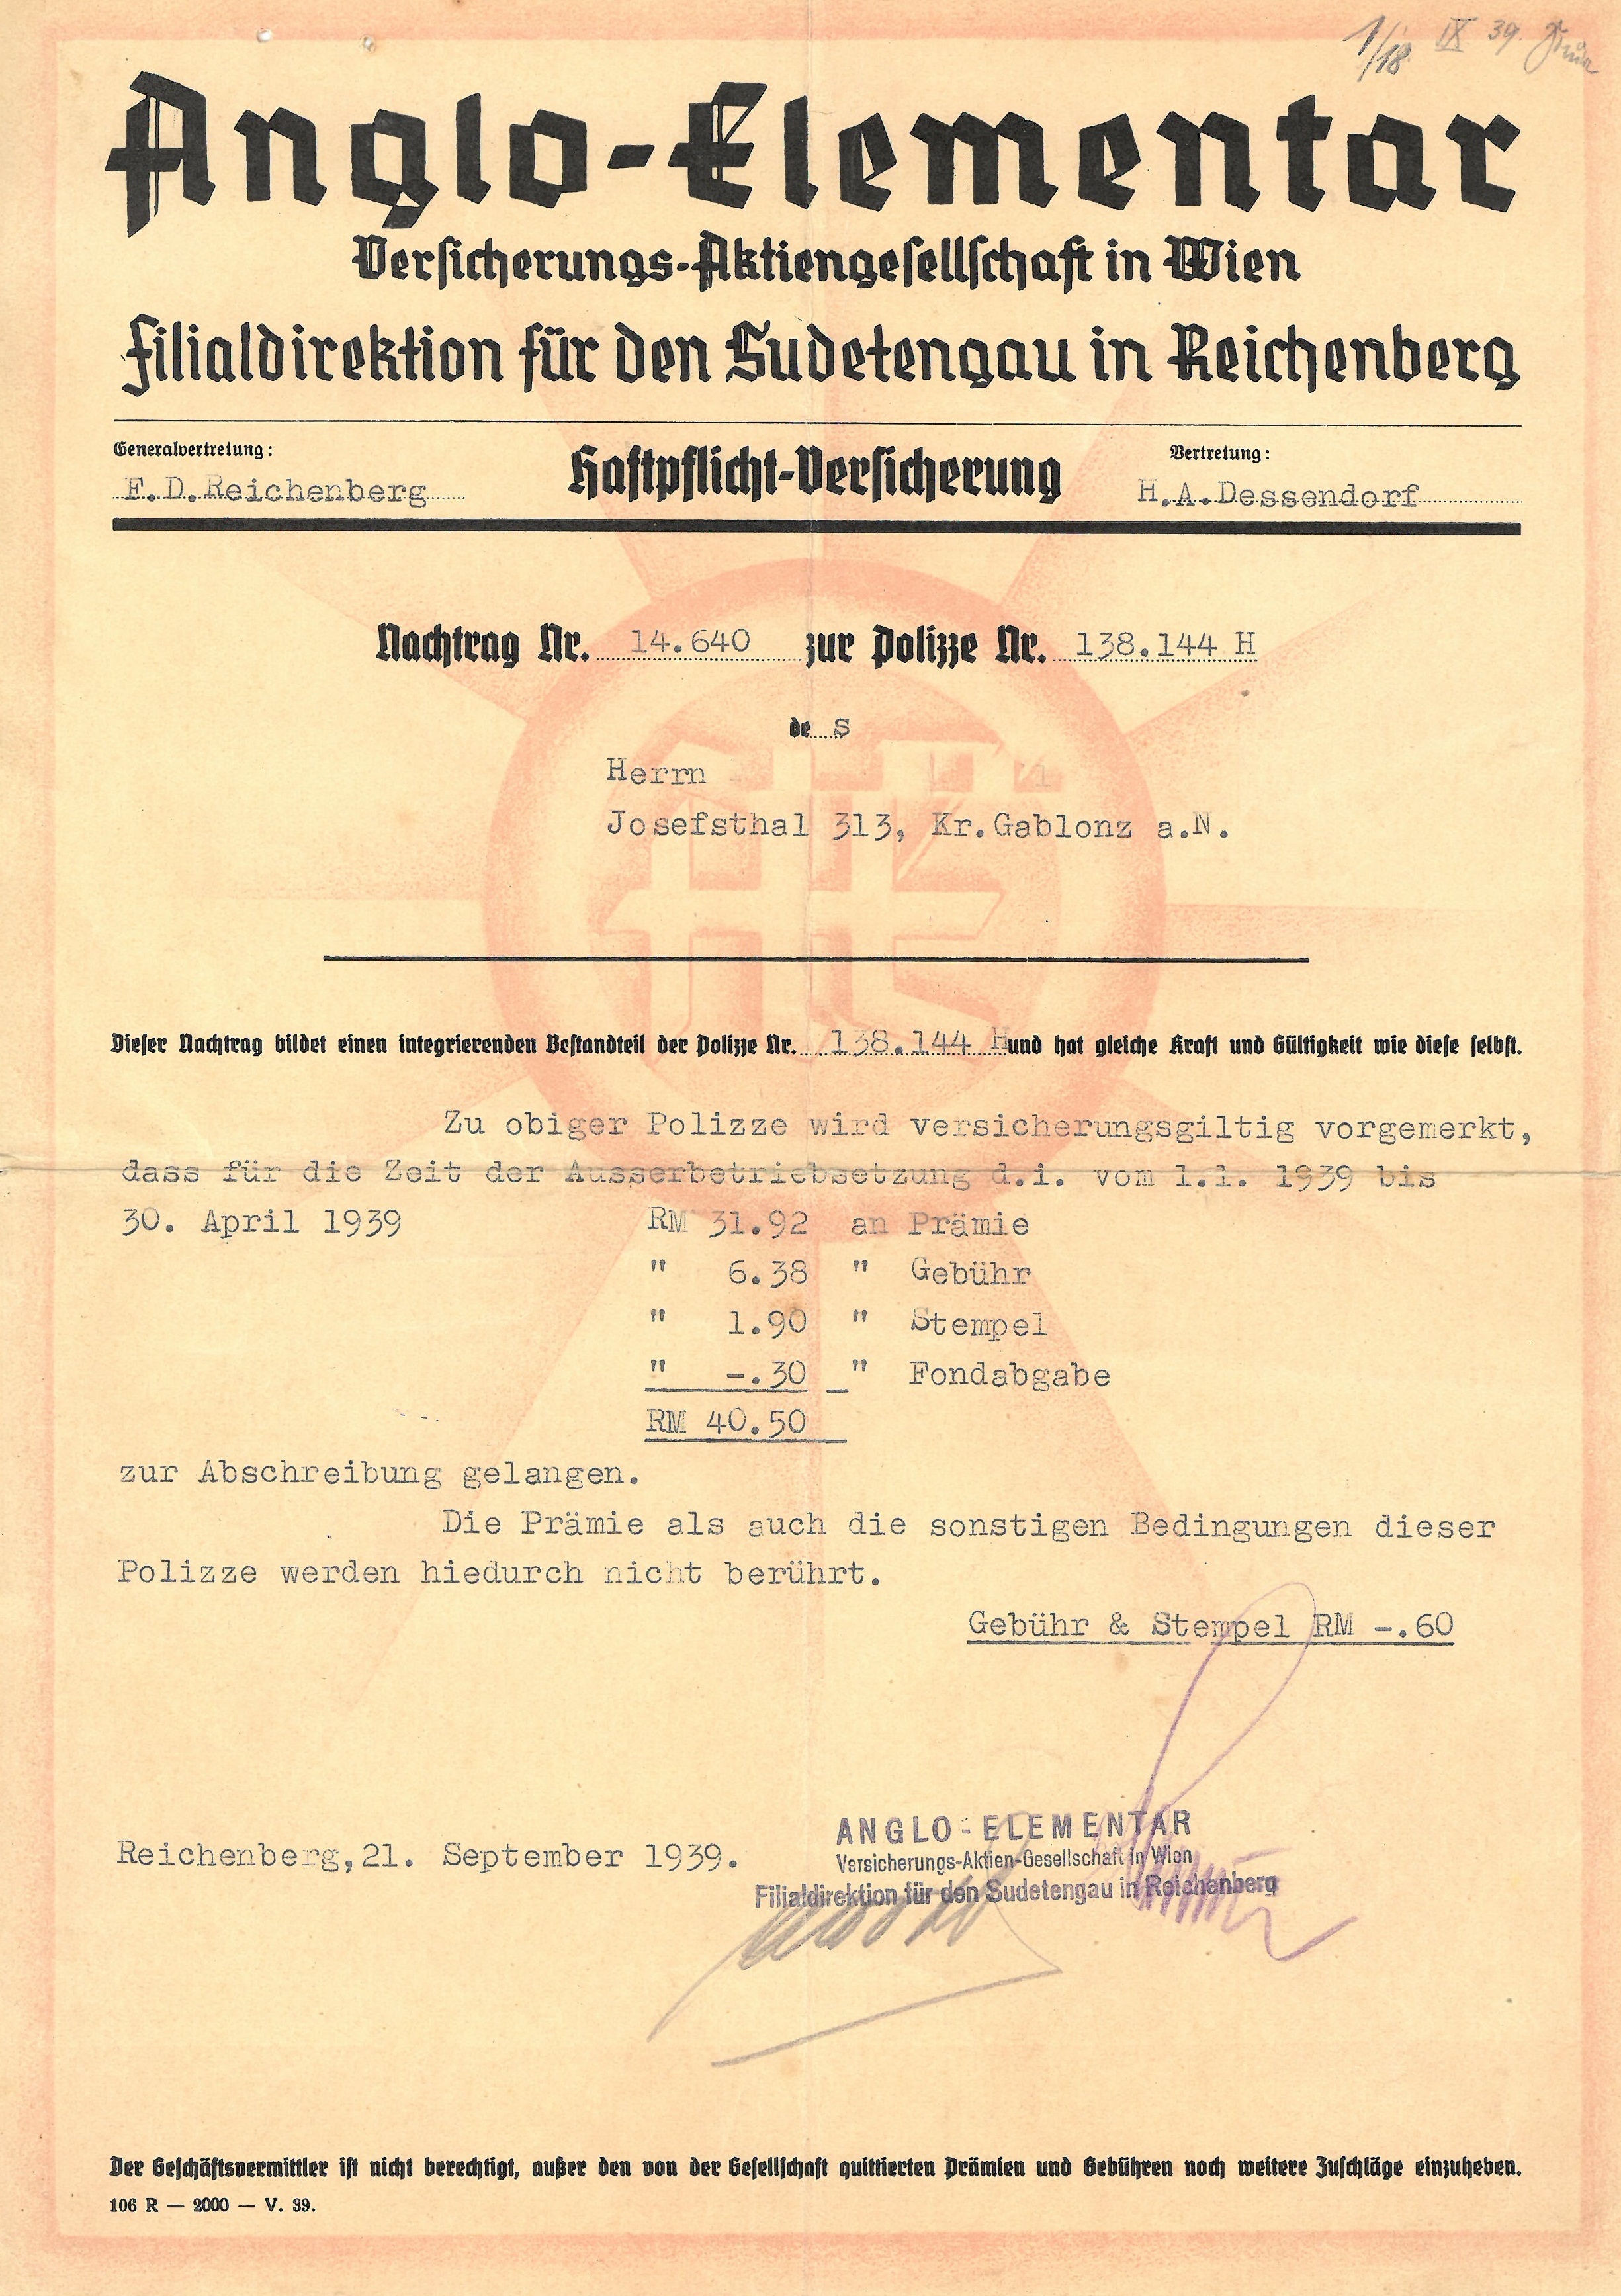 1/18 IX 39.
Anglo-Elementar
Versicherungs-Aktiengesellschaft in Wien
Filialdirektion für den Sudetengau in Reichenberg
Generalvertretung:
F.D.Reichenberg
Haftpflicht-Versicherung
Vertretung:
H.A.Dessendorf
Nachtrag Nr. 14.640 zur Polizze Nr. 138.144 H
de s
Herrn
Josefsthal 313, Kr.Gablonz a.N.
Dieser Nachtrag bildet einen integrierenden Bestandteil der Polizze Nr. 138.144 H und hat gleiche Kraft und Gültigkeit wie diese selbst.
Zu obiger Polizze wird versicherungsgiltig vorgemerkt,
dass für die Zeit der Ausserbetriebsetzung d.i. vom 1.1. 1939 bis
30. April 1939 RM 31.92 an Prämie
" 6.38 " Gebühr
" 1.90 " Stempel
" -.30 " Fondabgabe
RM 40.50
zur Abschreibung gelangen.
Die Prämie als auch die sonstigen Bedingungen dieser
Polizze werden hiedurch nicht berührt.
Gebühr & Stempel RM -.60
ANGLO-ELEMENTAR
Versicherungs-Aktien-Gesellschaft in Wien
Reichenberg,21. September 1939.
Filialdirektion für den Sudetengau in Reichenberg
Der Geschäftsvermittler ist nicht berechtigt, außer den von der Gesellschaft quittierten Prämien und Gebühren noch weitere Zuschläge einzuheben.
106 R — 2000 — V. 39.